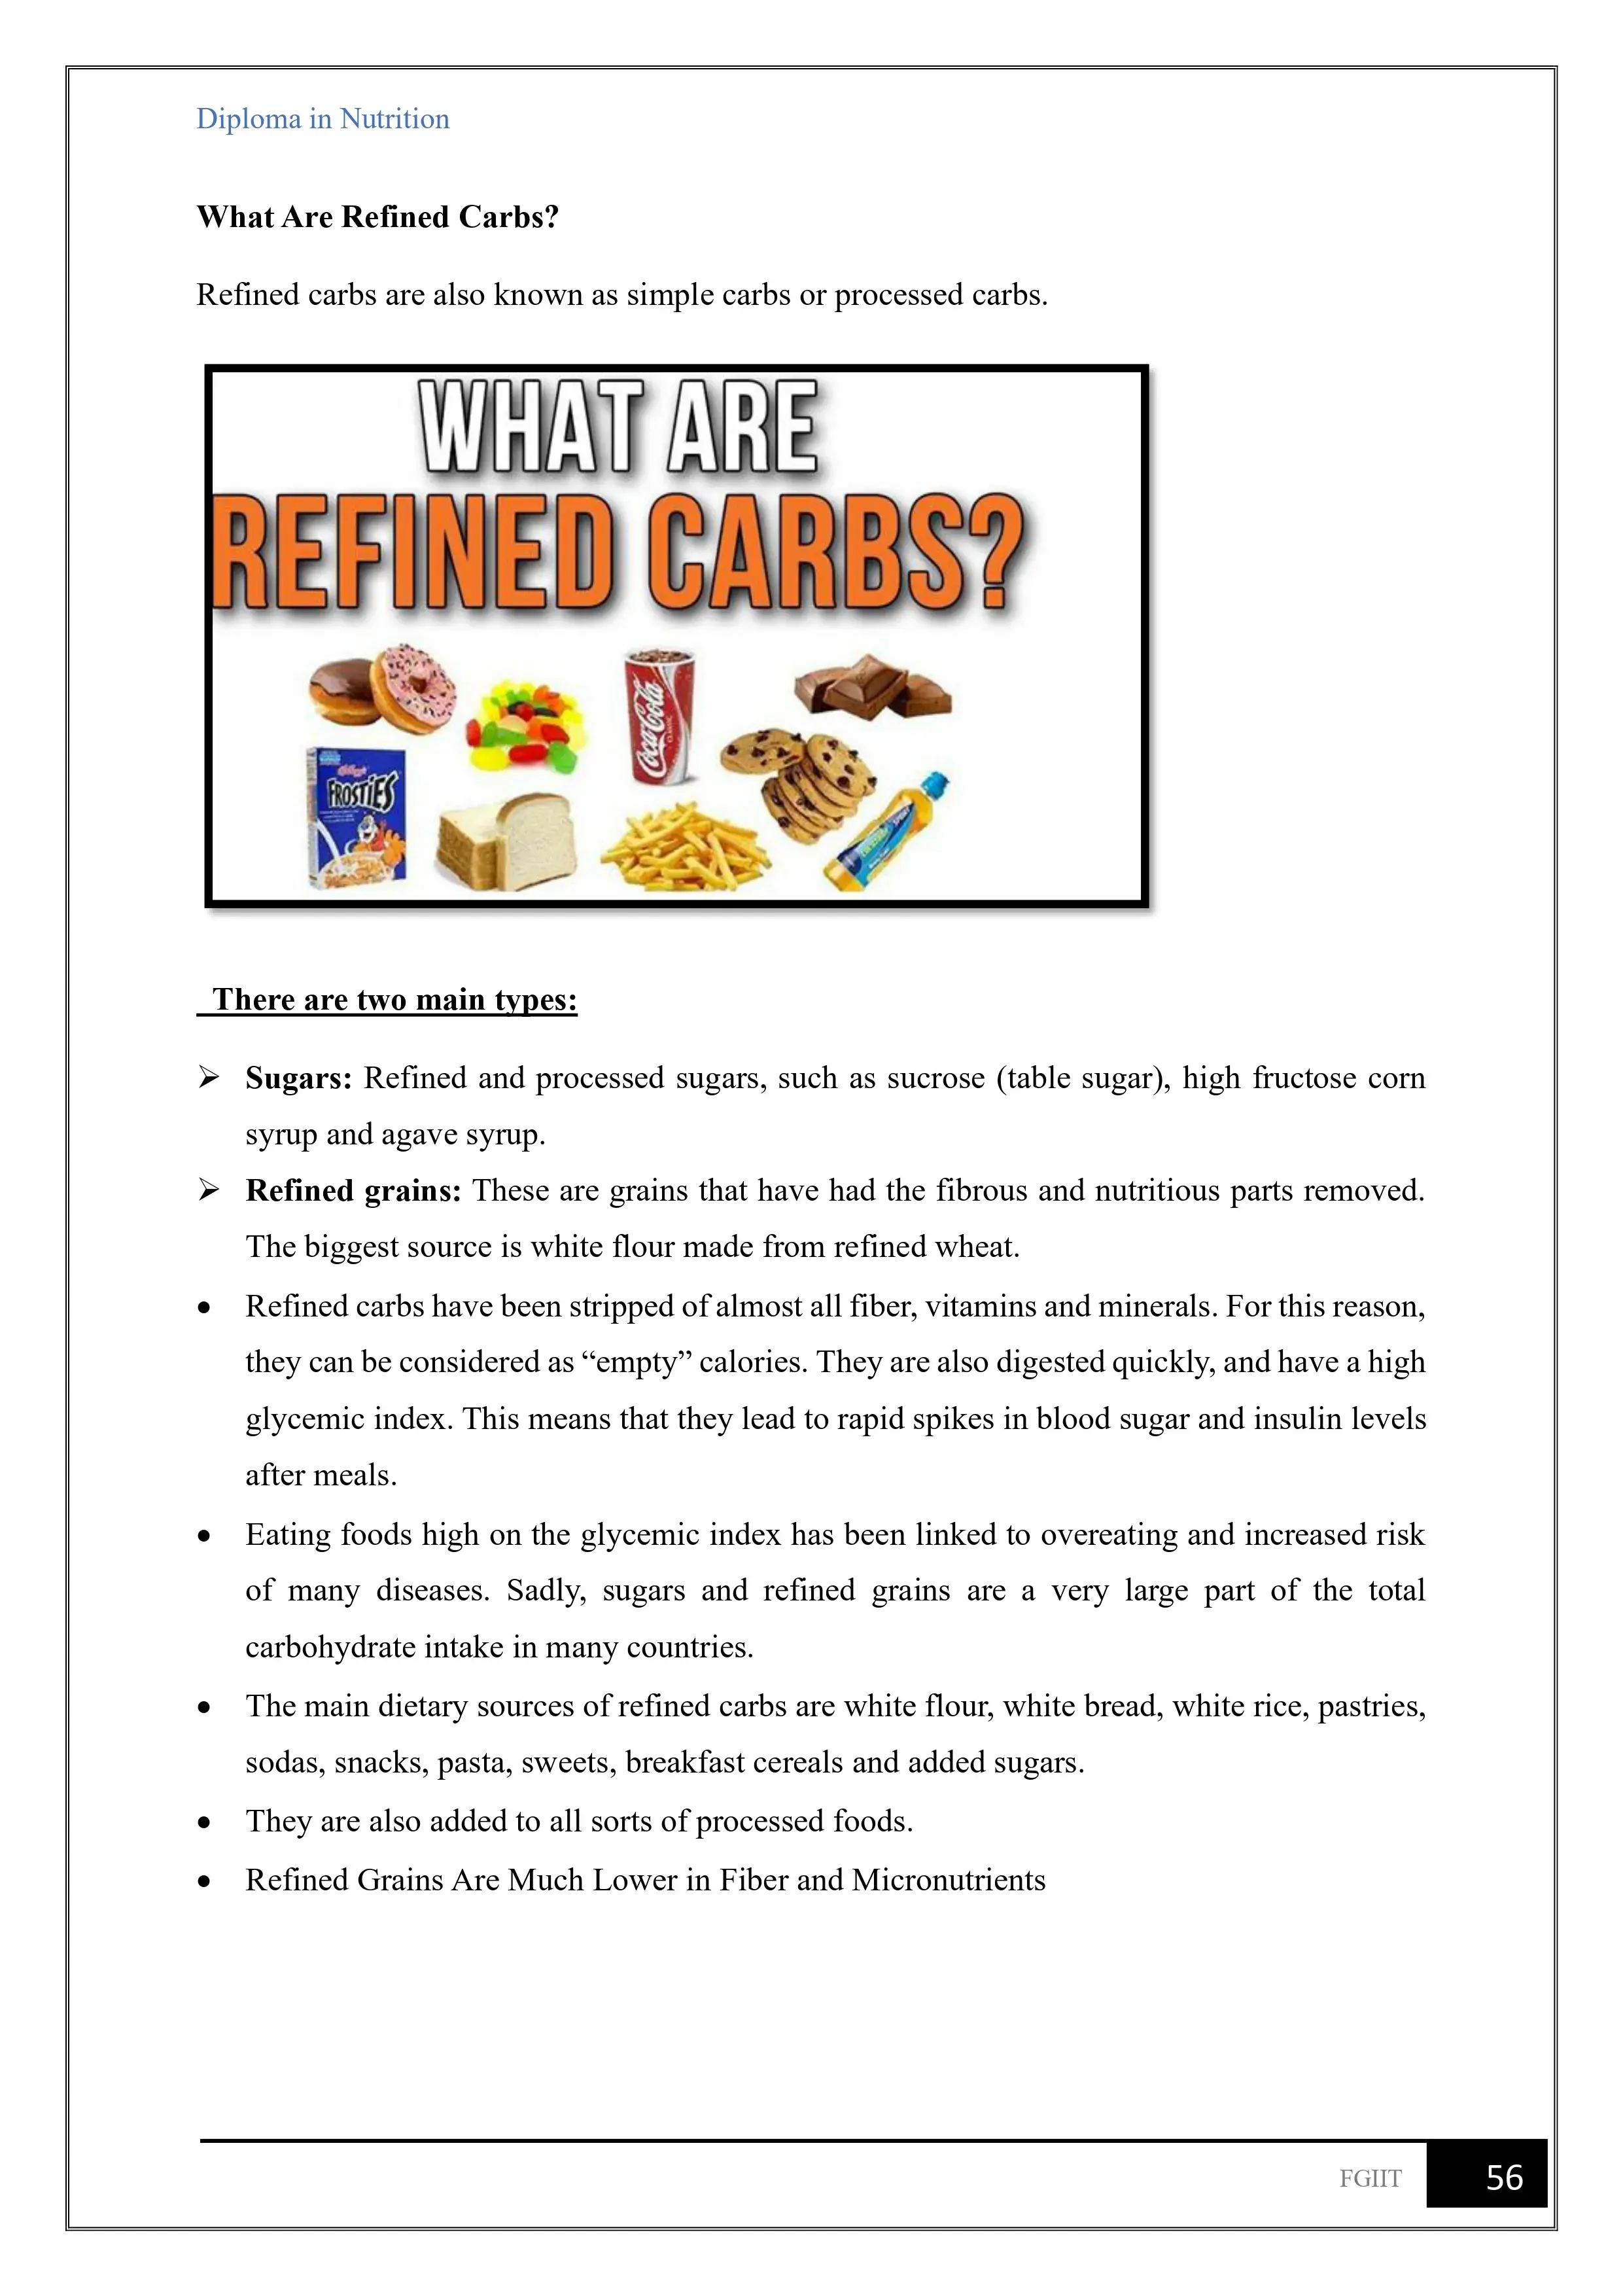 Diploma in Nutrition
What Are Refined Carbs?
Refined carbs are also known as simple carbs or processed carbs.
WHAT ARE
REFINED CARBS?
Coca-Cola
CLASSIC
Kellogg's
FROSTIES
There are two main types:
➢ Sugars: Refined and processed sugars, such as sucrose (table sugar), high fructose corn
syrup and agave syrup.
➢ Refined grains: These are grains that have had the fibrous and nutritious parts removed.
The biggest source is white flour made from refined wheat.
• Refined carbs have been stripped of almost all fiber, vitamins and minerals. For this reason,
they can be considered as “empty” calories. They are also digested quickly, and have a high
glycemic index. This means that they lead to rapid spikes in blood sugar and insulin levels
after meals.
• Eating foods high on the glycemic index has been linked to overeating and increased risk
of many diseases. Sadly, sugars and refined grains are a very large part of the total
carbohydrate intake in many countries.
• The main dietary sources of refined carbs are white flour, white bread, white rice, pastries,
sodas, snacks, pasta, sweets, breakfast cereals and added sugars.
• They are also added to all sorts of processed foods.
• Refined Grains Are Much Lower in Fiber and Micronutrients
FGIIT
56